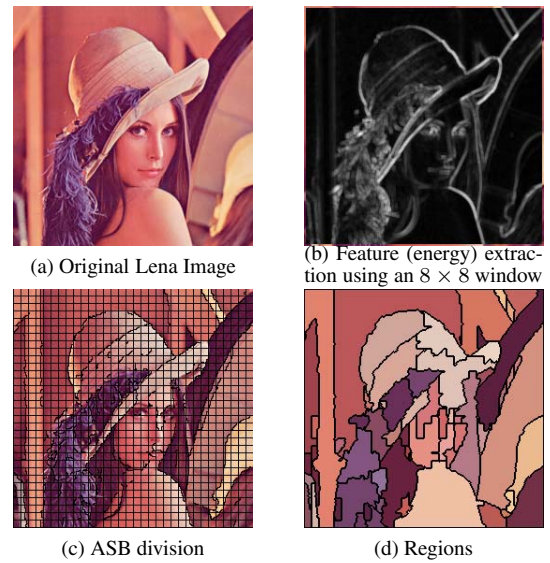 (a) Original Lena Image
(b) Feature (energy) extrac-
tion using an 8 × 8 window
(c) ASB division
(d) Regions